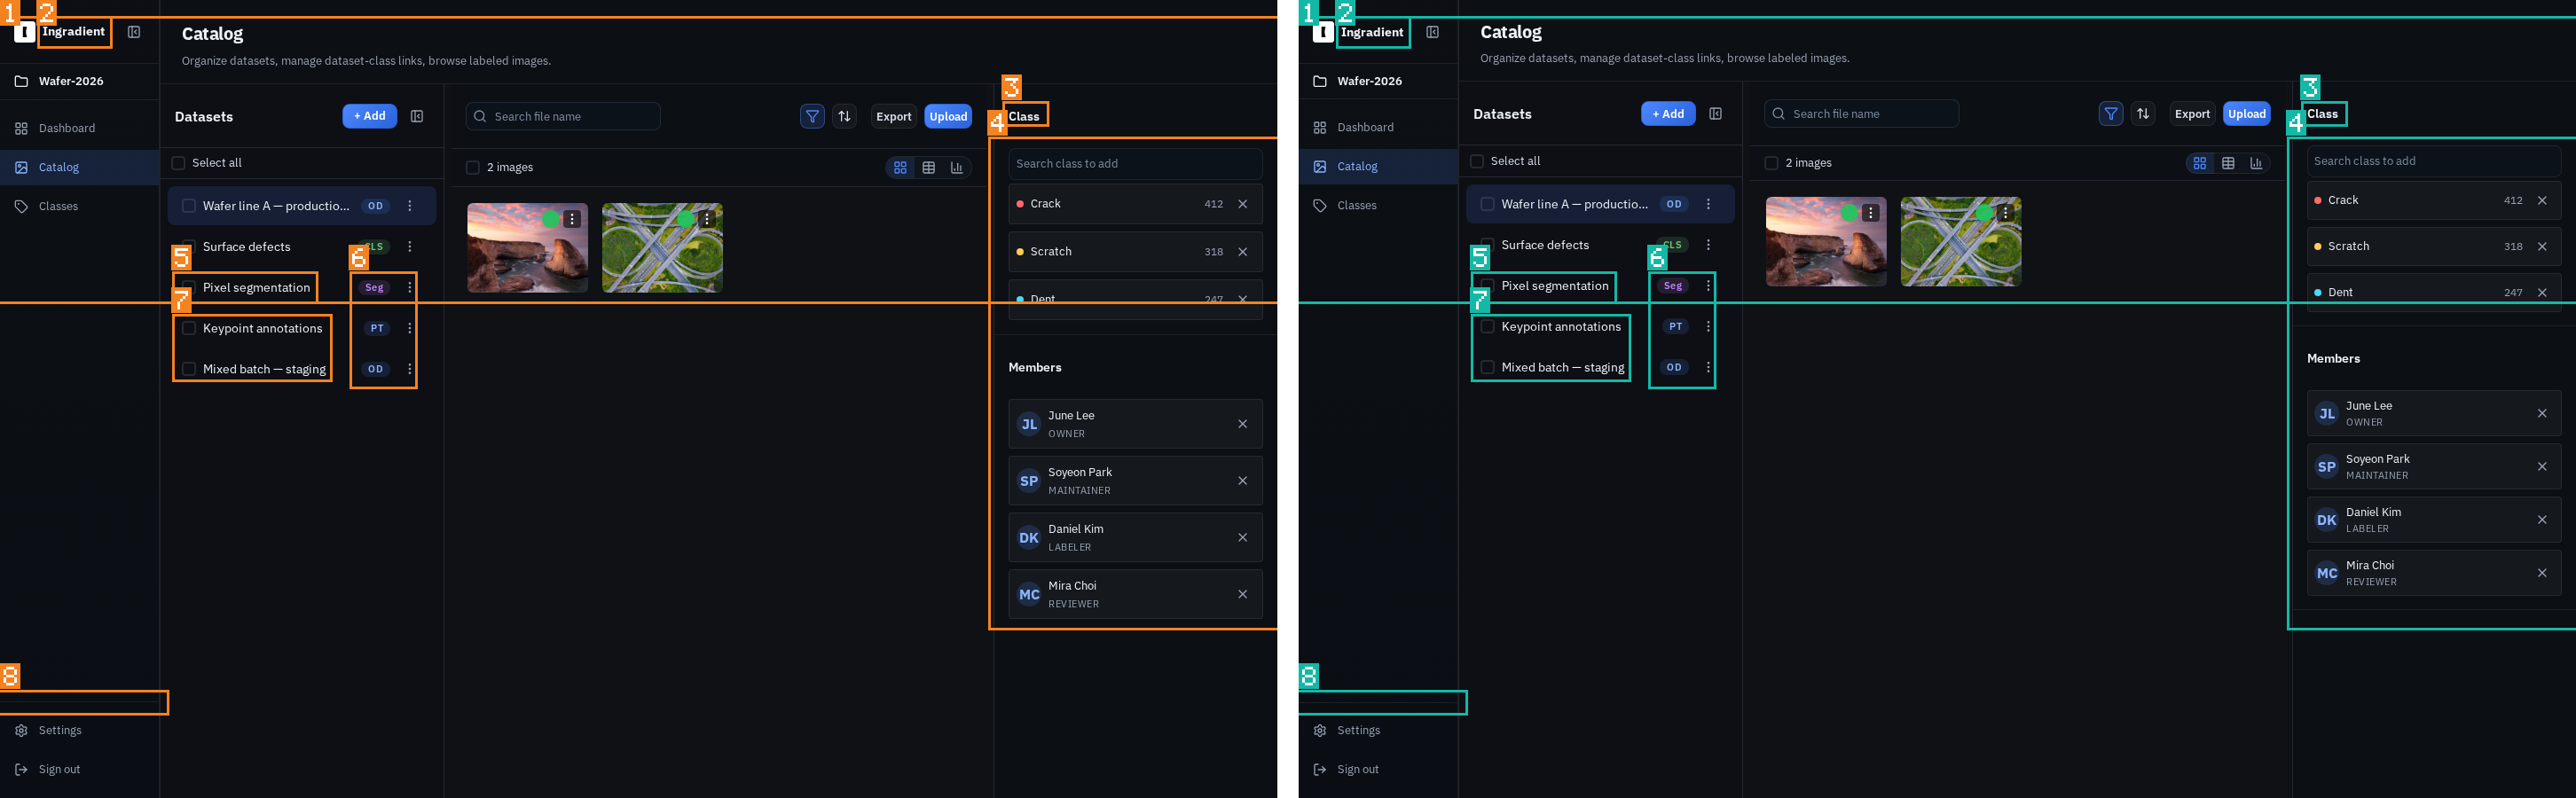 1 2
Ingradient
Wafer-2026
Dashboard
Catalog
Classes
8
Settings
Sign out
Catalog
Organize datasets, manage dataset-class links, browse labeled images.
Datasets
+ Add
Select all
Wafer line A — productio... OD
Surface defects CLS
5 6
Pixel segmentation Seg
7
Keypoint annotations PT
Mixed batch — staging OD
Search file name
Export
Upload
2 images
3
4 Class
Search class to add
Crack 412
Scratch 318
Dent 247
Members
JL June Lee
OWNER
SP Soyeon Park
MAINTAINER
DK Daniel Kim
LABELER
MC Mira Choi
REVIEWER
1 2
Ingradient
Wafer-2026
Dashboard
Catalog
Classes
8
Settings
Sign out
Catalog
Organize datasets, manage dataset-class links, browse labeled images.
Datasets
+ Add
Select all
Wafer line A — productio... OD
Surface defects CLS
5 6
Pixel segmentation Seg
7
Keypoint annotations PT
Mixed batch — staging OD
Search file name
Export
Upload
2 images
3
4 Class
Search class to add
Crack 412
Scratch 318
Dent 247
Members
JL June Lee
OWNER
SP Soyeon Park
MAINTAINER
DK Daniel Kim
LABELER
MC Mira Choi
REVIEWER